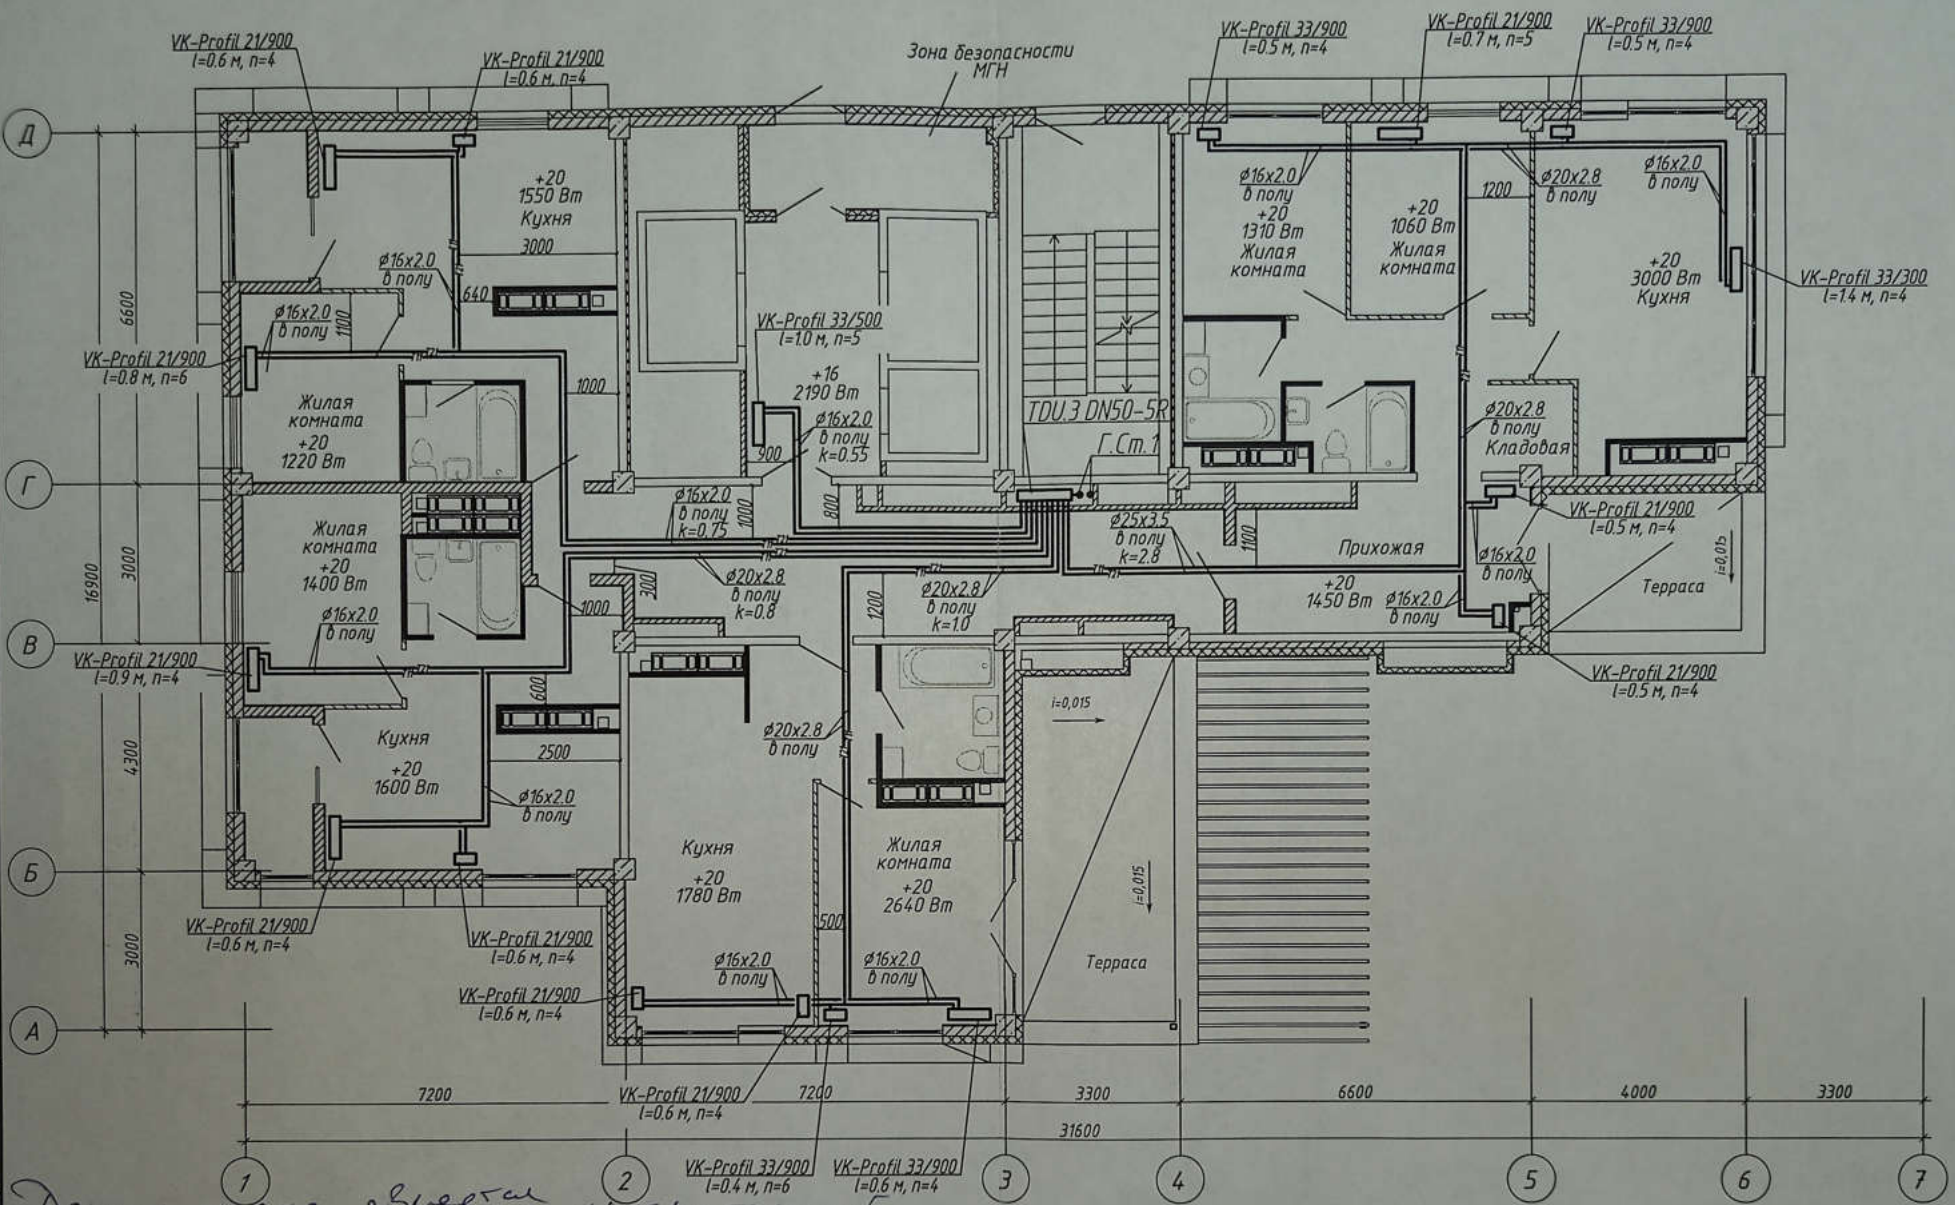 VK-Profil 21/900
l=0.6 м, n=4
VK-Profil 21/900
l=0.6 м, n=4
Зона безопасности
МГН
VK-Profil 33/900
l=0.5 м, n=4
VK-Profil 21/900
l=0.7 м, n=5
VK-Profil 33/900
l=0.5 м, n=4
Д
+20
1550 Вт
Кухня
3000
ø16x2.0
в полу
640
6600
ø16x2.0
в полу
1100
VK-Profil 21/900
l=0.8 м, n=6
Жилая
комната
+20
1220 Вт
1000
VK-Profil 33/500
l=1.0 м, n=5
+16
2190 Вт
ø16x2.0
в полу
k=0.55
900
TDU.3 DN50-5R
Г.Ст.1
ø16x2.0
в полу
+20
1310 Вт
Жилая
комната
+20
1060 Вт
Жилая
комната
1200
ø20x2.8
в полу
ø16x2.0
в полу
+20
3000 Вт
Кухня
VK-Profil 33/300
l=1.4 м, n=4
ø20x2.8
в полу
Кладовая
Г
16900
3000
Жилая
комната
+20
1400 Вт
ø16x2.0
в полу
ø16x2.0
в полу
k=0.75
1000
800
300
1000
ø20x2.8
в полу
k=0.8
1200
ø20x2.8
в полу
k=1.0
ø25x3.5
в полу
k=2.8
1100
Прихожая
+20
1450 Вт
ø16x2.0
в полу
VK-Profil 21/900
l=0.5 м, n=4
ø16x2.0
в полу
Терраса
i=0,015
VK-Profil 21/900
l=0.5 м, n=4
В
VK-Profil 21/900
l=0.9 м, n=4
600
4300
Кухня
+20
1600 Вт
2500
ø16x2.0
в полу
ø20x2.8
в полу
i=0,015
Б
3000
Кухня
+20
1780 Вт
500
Жилая
комната
+20
2640 Вт
i=0,015
Терраса
VK-Profil 21/900
l=0.6 м, n=4
VK-Profil 21/900
l=0.6 м, n=4
VK-Profil 21/900
l=0.6 м, n=4
ø16x2.0
в полу
ø16x2.0
в полу
А
7200
VK-Profil 21/900
l=0.6 м, n=4
7200
3300
6600
4000
3300
31600
VK-Profil 33/900
l=0.4 м, n=6
VK-Profil 33/900
l=0.6 м, n=4
1
2
3
4
5
6
7